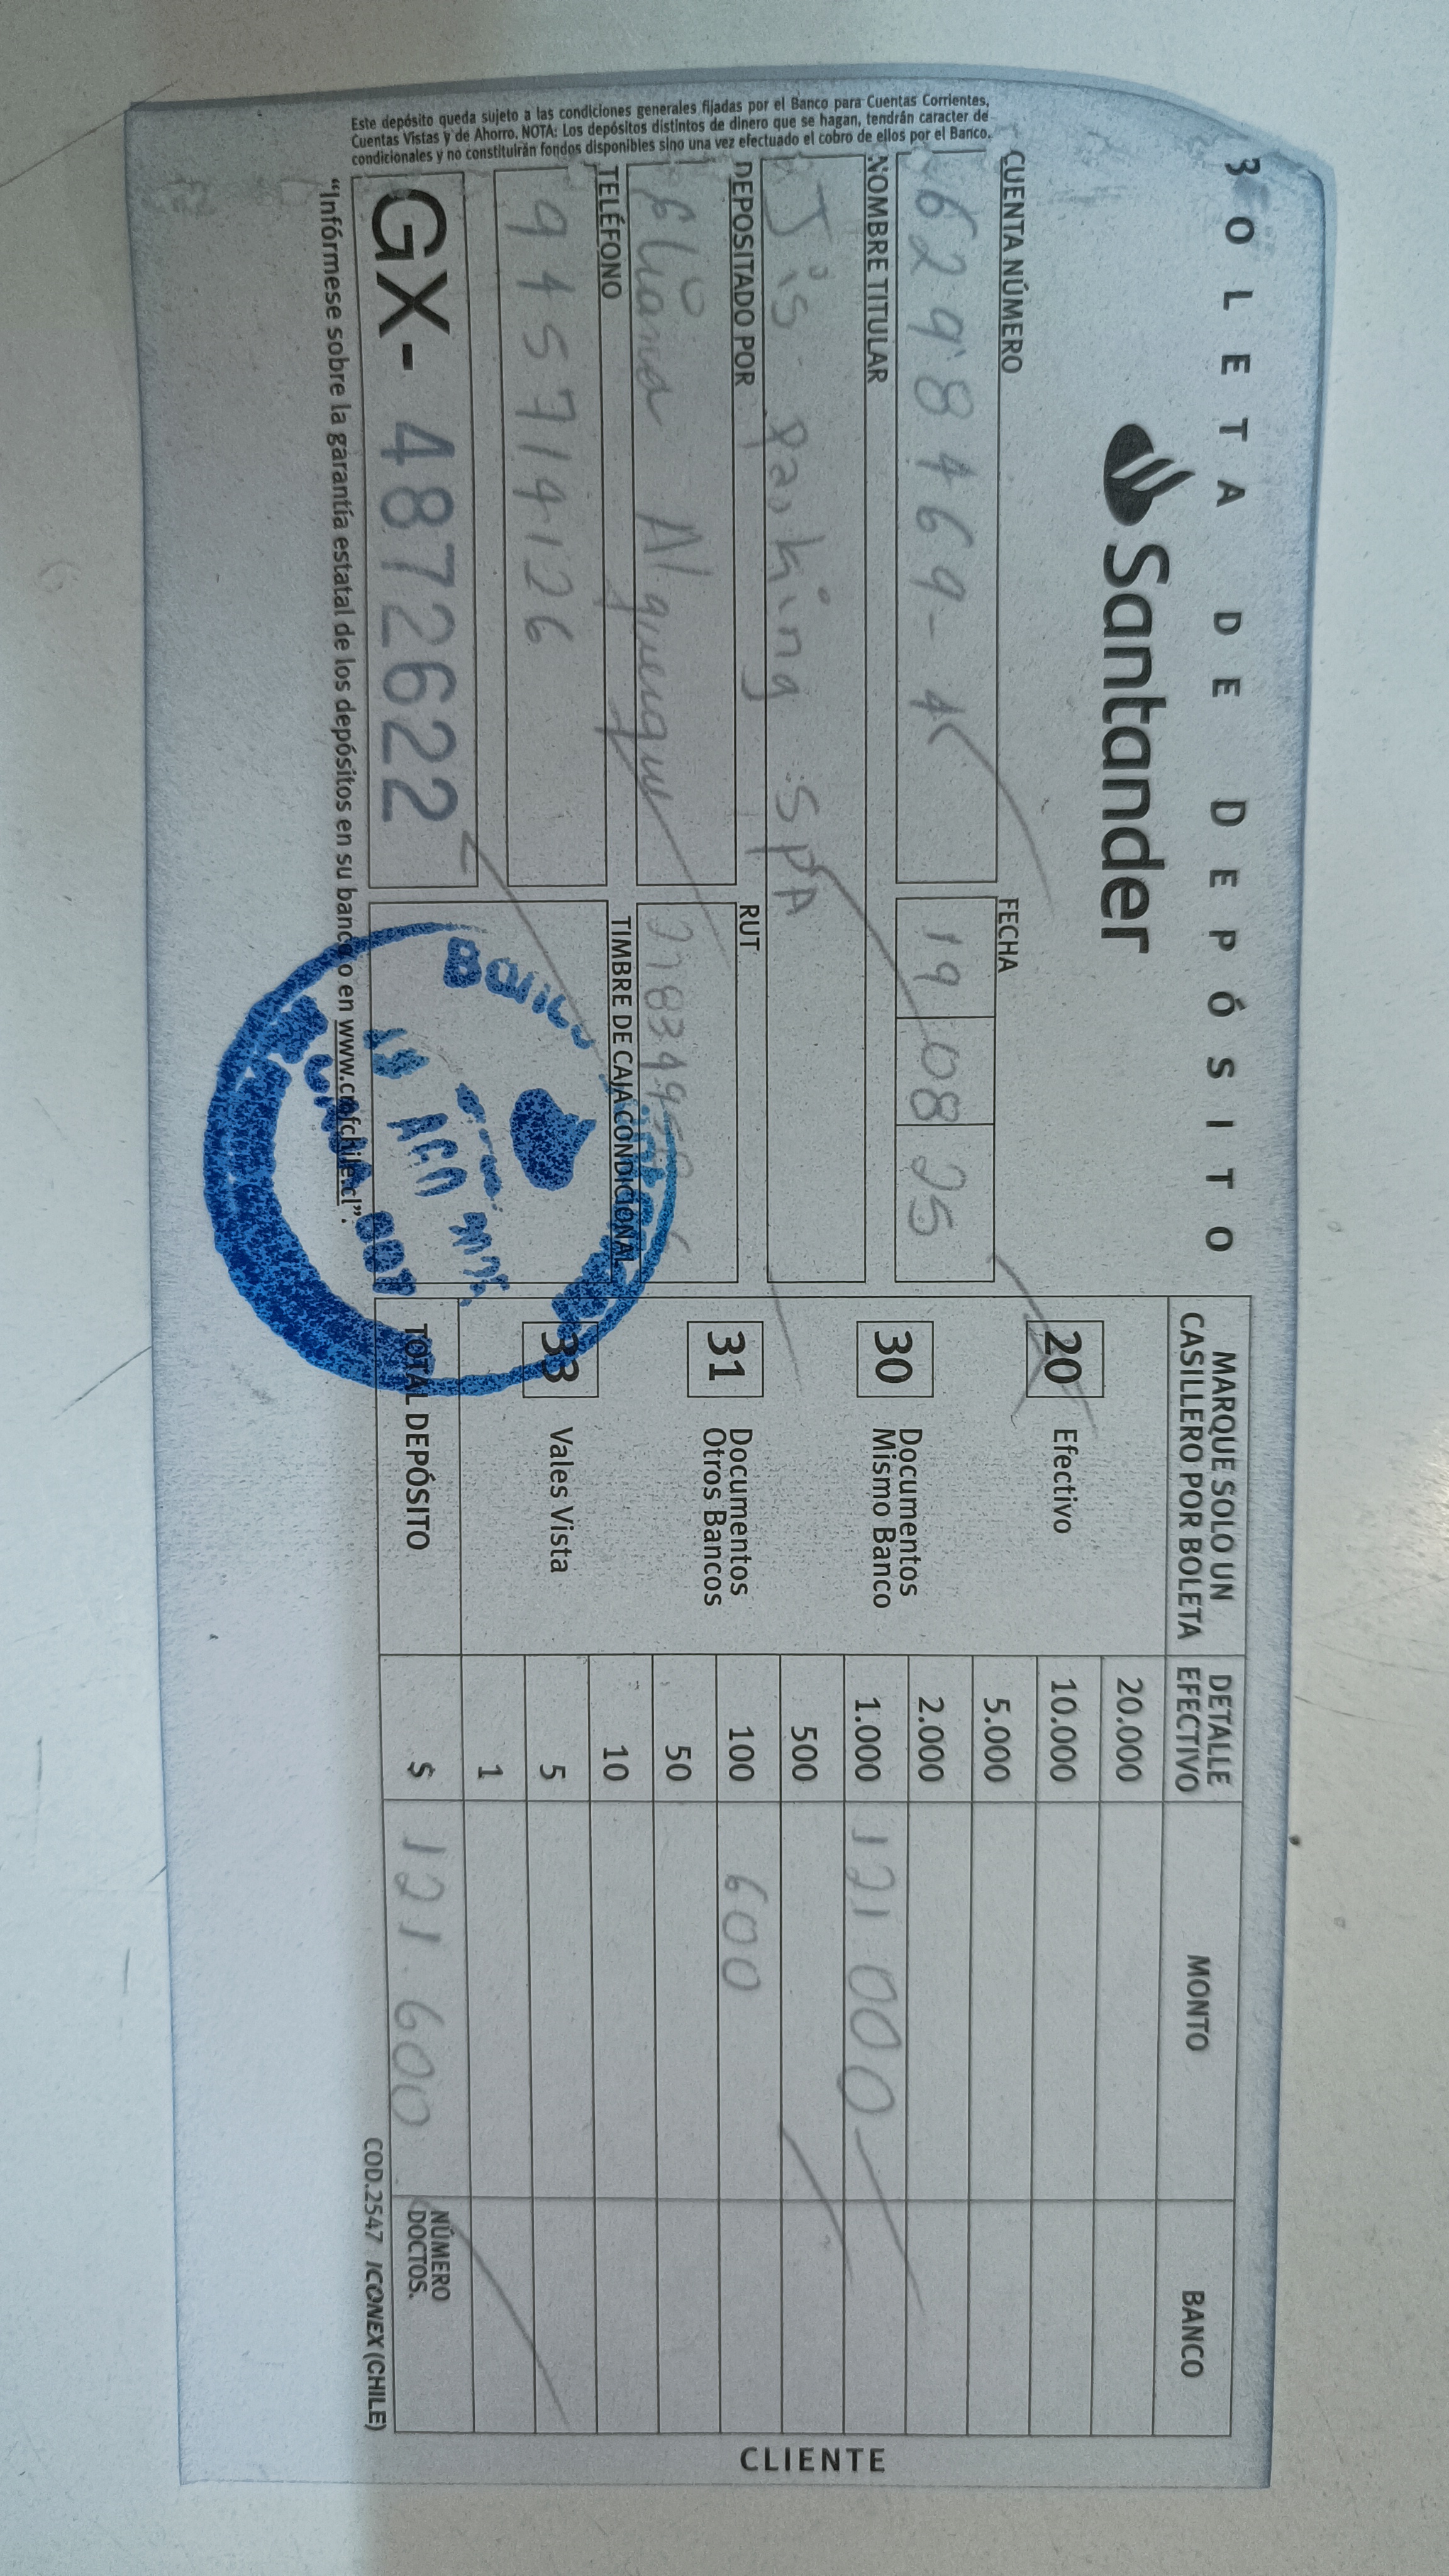 BOLETA DE DEPÓSITO
Santander
CUENTA NÚMERO
6298469-4
FECHA
19 08 25
NOMBRE TITULAR
Jis parking SpA
DEPOSITADO POR
Eliana
RUT
TELÉFONO
TIMBRE DE CAJA CONDICIONAL
GX- 4872622
"Infórmese sobre la garantía estatal de los depósitos en su banco o en www.cmfchile.cl".
Este depósito queda sujeto a las condiciones generales fijadas por el Banco para Cuentas Corrientes,
Cuentas Vistas y de Ahorro. NOTA: Los depósitos distintos de dinero que se hagan, tendrán caracter de
condicionales y no constituirán fondos disponibles sino una vez efectuado el cobro de ellos por el Banco.
Banco
19 AGO
MARQUE SOLO UN
CASILLERO POR BOLETA
DETALLE
EFECTIVO
MONTO
BANCO
20 Efectivo
30 Documentos
Mismo Banco
31 Documentos
Otros Bancos
33 Vales Vista
20.000
10.000
5.000
2.000
1.000 121.000
500
100 600
50
10
5
1
TOTAL DEPÓSITO $ 121.600
NÚMERO
DOCTOS.
COD.2547 ICONEX (CHILE)
CLIENTE